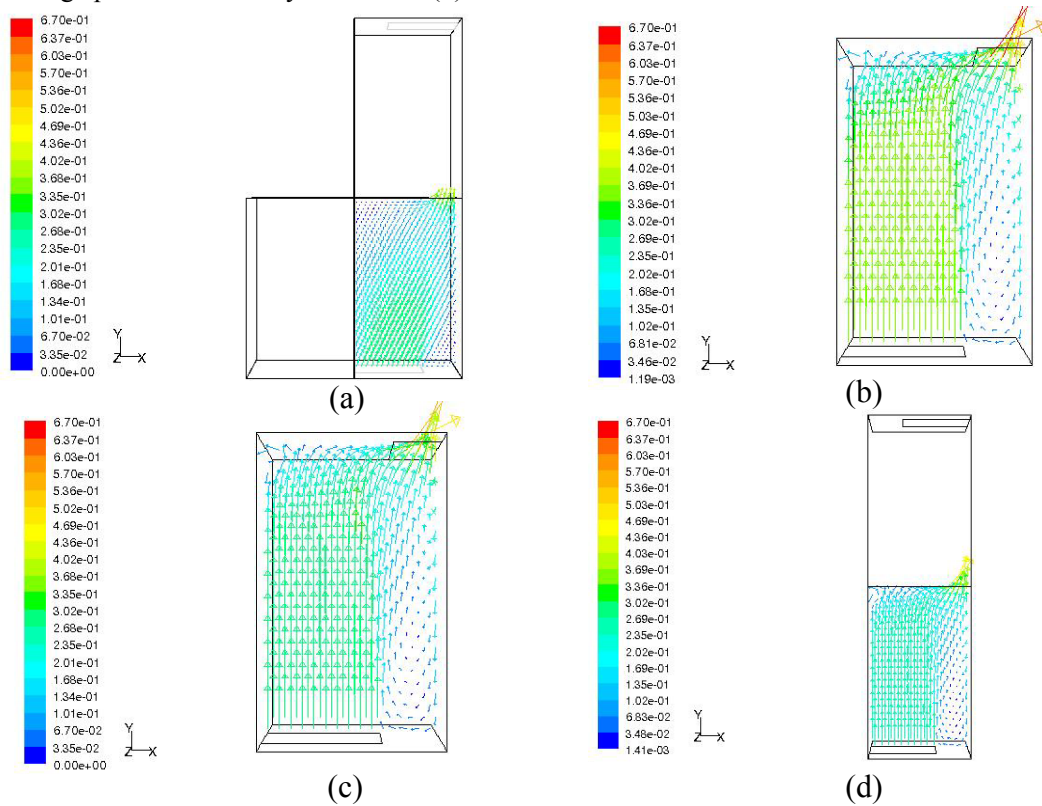 6.70e-01
6.37e-01
6.03e-01
5.70e-01
5.36e-01
5.02e-01
4.69e-01
4.36e-01
4.02e-01
3.68e-01
3.35e-01
3.02e-01
2.68e-01
2.35e-01
2.01e-01
1.68e-01
1.34e-01
1.01e-01
6.70e-02
3.35e-02
0.00e+00
Y
Z X
(a)
6.70e-01
6.37e-01
6.03e-01
5.70e-01
5.36e-01
5.03e-01
4.69e-01
4.36e-01
4.02e-01
3.69e-01
3.36e-01
3.02e-01
2.69e-01
2.35e-01
2.02e-01
1.68e-01
1.35e-01
1.02e-01
6.81e-02
3.46e-02
1.19e-03
Y
Z X
(b)
6.70e-01
6.37e-01
6.03e-01
5.70e-01
5.36e-01
5.02e-01
4.69e-01
4.36e-01
4.02e-01
3.68e-01
3.35e-01
3.02e-01
2.68e-01
2.35e-01
2.01e-01
1.68e-01
1.34e-01
1.01e-01
6.70e-02
3.35e-02
0.00e+00
Y
Z X
(c)
6.70e-01
6.37e-01
6.03e-01
5.70e-01
5.36e-01
5.03e-01
4.69e-01
4.36e-01
4.03e-01
3.69e-01
3.36e-01
3.02e-01
2.69e-01
2.35e-01
2.02e-01
1.69e-01
1.35e-01
1.02e-01
6.83e-02
3.48e-02
1.41e-03
Y
Z X
(d)